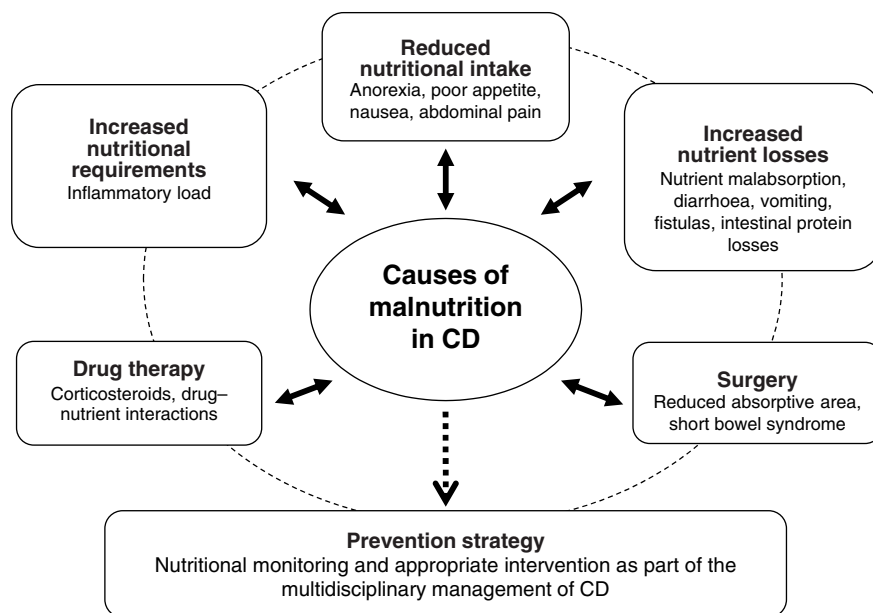 Reduced
nutritional intake
Anorexia, poor appetite,
nausea, abdominal pain
Increased
nutritional
requirements
Inflammatory load
Increased
nutrient losses
Nutrient malabsorption,
diarrhoea, vomiting,
fistulas, intestinal protein
losses
Causes of
malnutrition
in CD
Drug therapy
Corticosteroids, drug–
nutrient interactions
Surgery
Reduced absorptive area,
short bowel syndrome
Prevention strategy
Nutritional monitoring and appropriate intervention as part of the
multidisciplinary management of CD